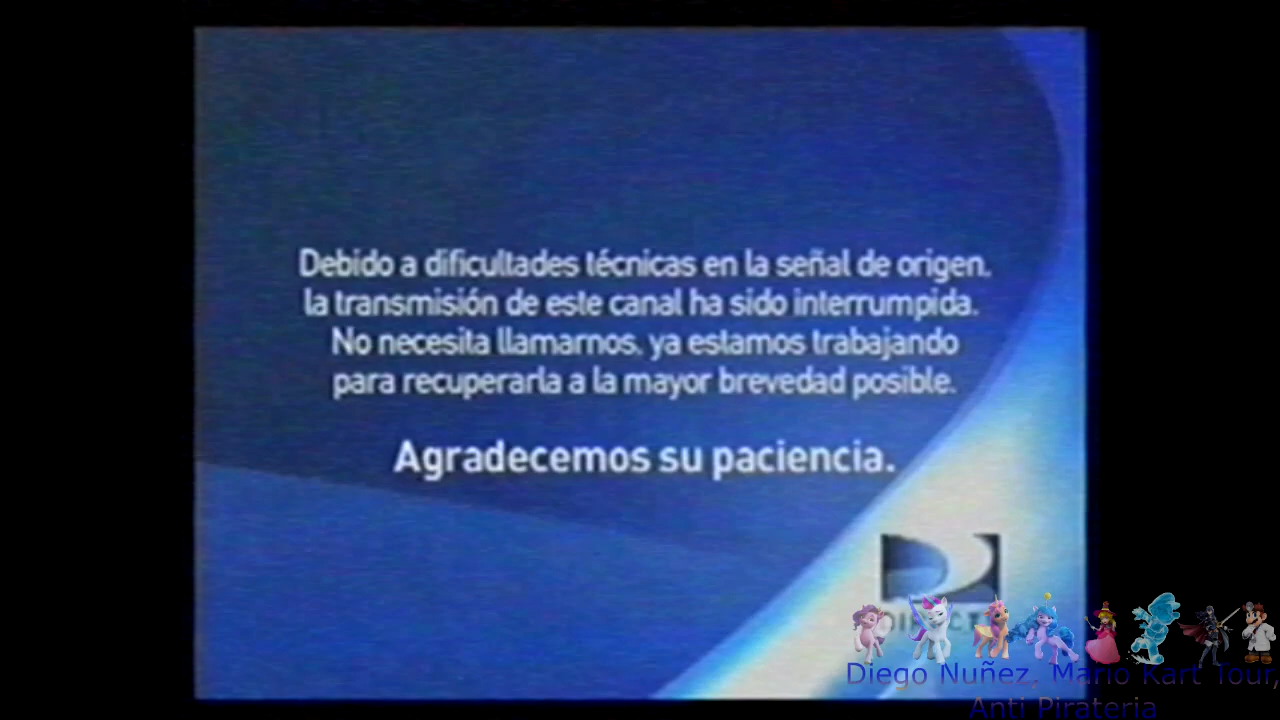 Debido a dificultades técnicas en la señal de origen,
la transmisión de este canal ha sido interrumpida.
No necesita llamarnos, ya estamos trabajando
para recuperarla a la mayor brevedad posible.
Agradecemos su paciencia.
Diego Nuñez, Mario Kart Tour,
Anti Pirateria